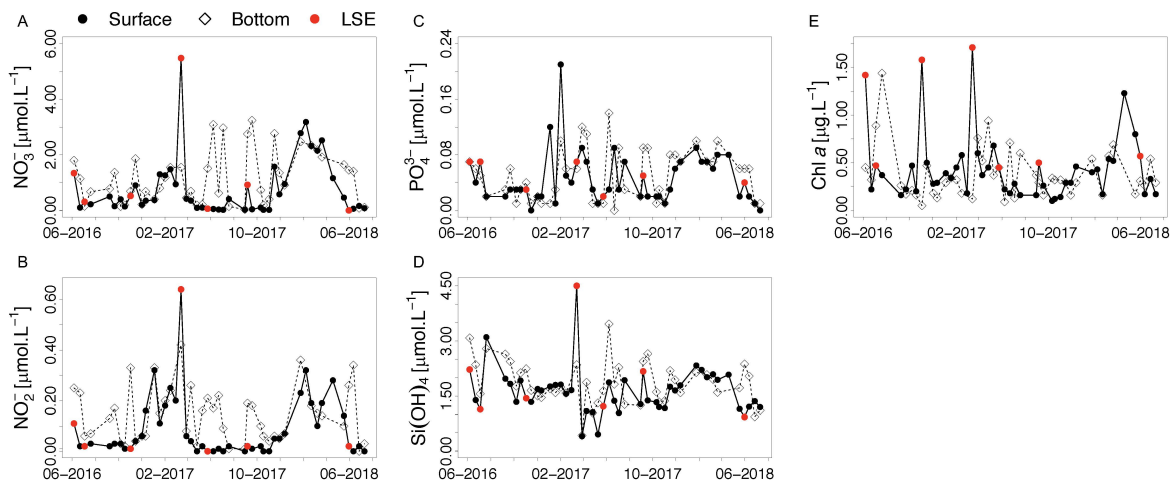 A ● Surface ◇ Bottom ● LSE
NO₃⁻ [μmol.L⁻¹]
6.00
4.00
2.00
0.00
06−2016 02−2017 10−2017 06−2018
B
NO₂⁻ [μmol.L⁻¹]
0.60
0.40
0.20
0.00
06−2016 02−2017 10−2017 06−2018
C
PO₄³⁻ [μmol.L⁻¹]
0.24
0.16
0.08
0.00
06−2016 02−2017 10−2017 06−2018
D
Si(OH)₄ [μmol.L⁻¹]
4.50
3.00
1.50
0.00
06−2016 02−2017 10−2017 06−2018
E
Chl a [μg.L⁻¹]
1.50
1.00
0.50
0.00
06−2016 02−2017 10−2017 06−2018